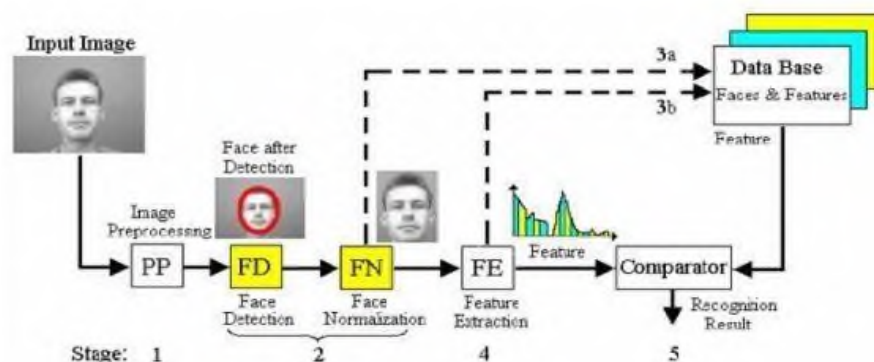 Input Image
3a
Data Base
Faces & Features
3b
Feature
Face after
Detection
Image
Preprocessing
PP
FD
FN
FE
Feature
Comparator
Face
Detection
Face
Normalization
Feature
Extraction
Recognition
Result
Stage: 1 2 4 5